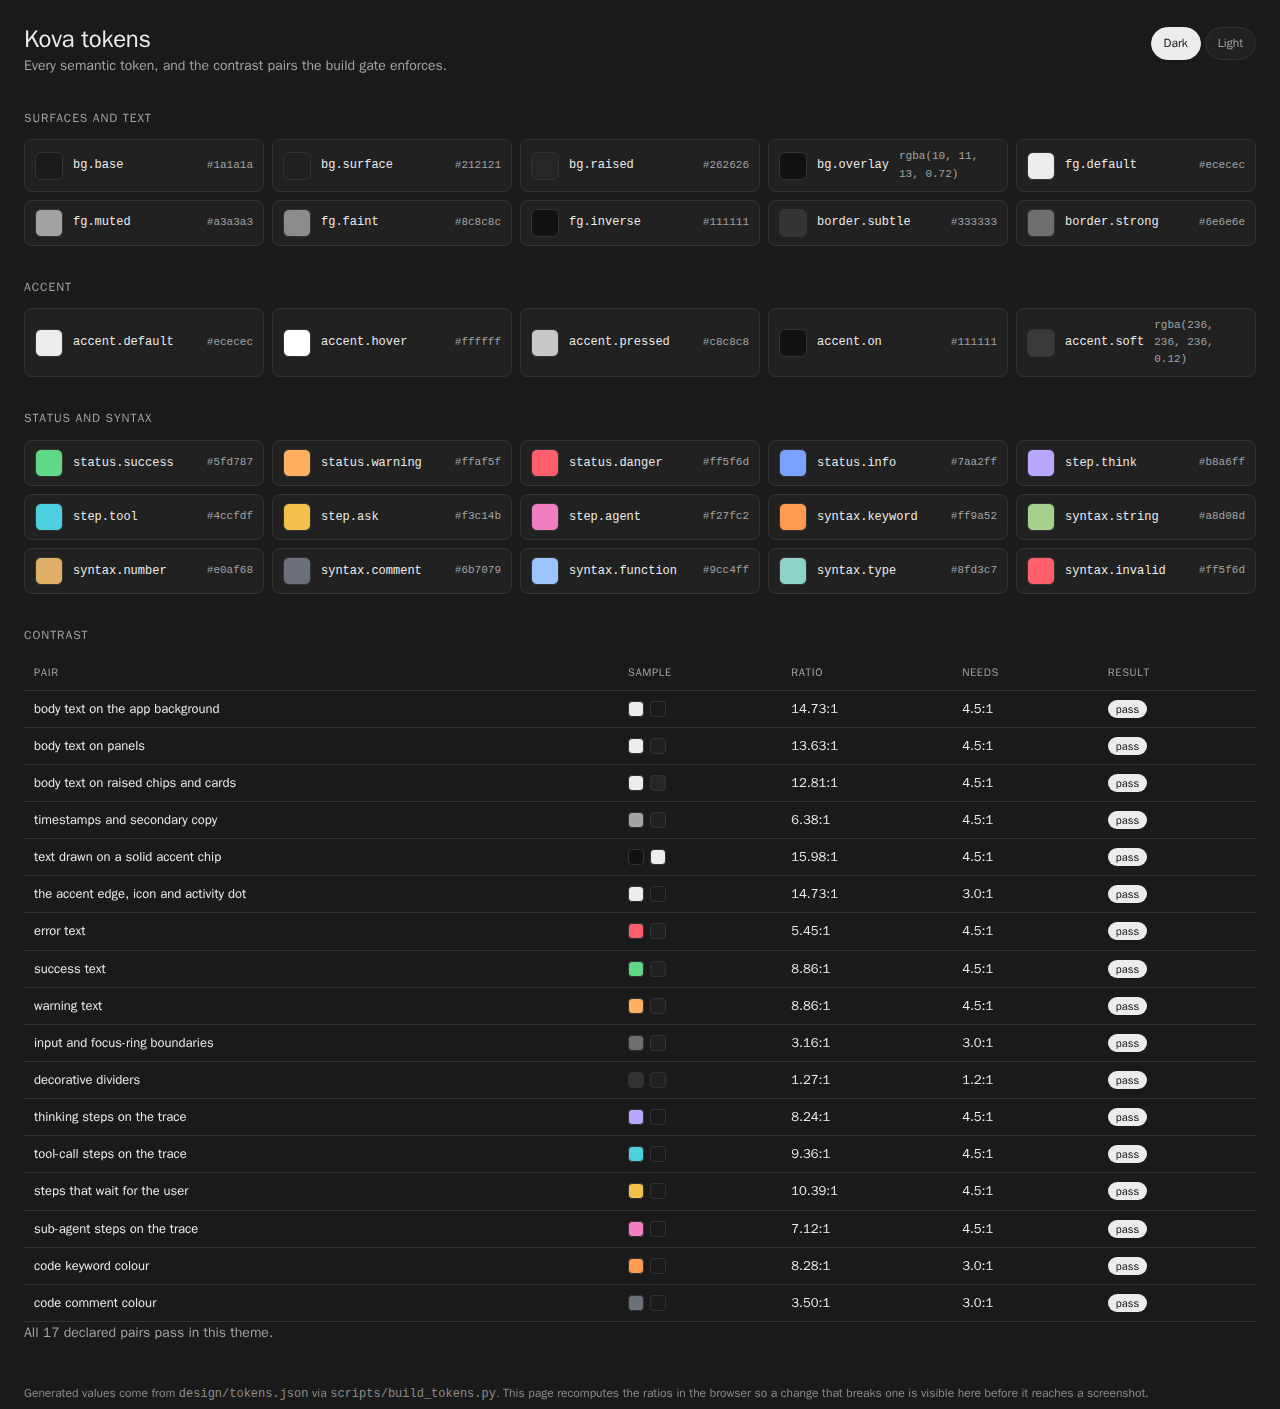 Kova tokens
Dark
Light
Every semantic token, and the contrast pairs the build gate enforces.
SURFACES AND TEXT
bg.base #1a1a1a
bg.surface #212121
bg.raised #262626
bg.overlay rgba(10, 11, 13, 0.72)
fg.default #ececec
fg.muted #a3a3a3
fg.faint #8c8c8c
fg.inverse #111111
border.subtle #333333
border.strong #6e6e6e
ACCENT
accent.default #ececec
accent.hover #ffffff
accent.pressed #c8c8c8
accent.on #111111
accent.soft rgba(236, 236, 236, 0.12)
STATUS AND SYNTAX
status.success #5fd787
status.warning #ffaf5f
status.danger #ff5f6d
status.info #7aa2ff
step.think #b8a6ff
step.tool #4ccfdf
step.ask #f3c14b
step.agent #f27fc2
syntax.keyword #ff9a52
syntax.string #a8d08d
syntax.number #e0af68
syntax.comment #6b7079
syntax.function #9cc4ff
syntax.type #8fd3c7
syntax.invalid #ff5f6d
CONTRAST
PAIR SAMPLE RATIO NEEDS RESULT
body text on the app background 14.73:1 4.5:1 pass
body text on panels 13.63:1 4.5:1 pass
body text on raised chips and cards 12.81:1 4.5:1 pass
timestamps and secondary copy 6.38:1 4.5:1 pass
text drawn on a solid accent chip 15.98:1 4.5:1 pass
the accent edge, icon and activity dot 14.73:1 3.0:1 pass
error text 5.45:1 4.5:1 pass
success text 8.86:1 4.5:1 pass
warning text 8.86:1 4.5:1 pass
input and focus-ring boundaries 3.16:1 3.0:1 pass
decorative dividers 1.27:1 1.2:1 pass
thinking steps on the trace 8.24:1 4.5:1 pass
tool-call steps on the trace 9.36:1 4.5:1 pass
steps that wait for the user 10.39:1 4.5:1 pass
sub-agent steps on the trace 7.12:1 4.5:1 pass
code keyword colour 8.28:1 3.0:1 pass
code comment colour 3.50:1 3.0:1 pass
All 17 declared pairs pass in this theme.
Generated values come from design/tokens.json via scripts/build_tokens.py. This page recomputes the ratios in the browser so a change that breaks one is visible here before it reaches a screenshot.